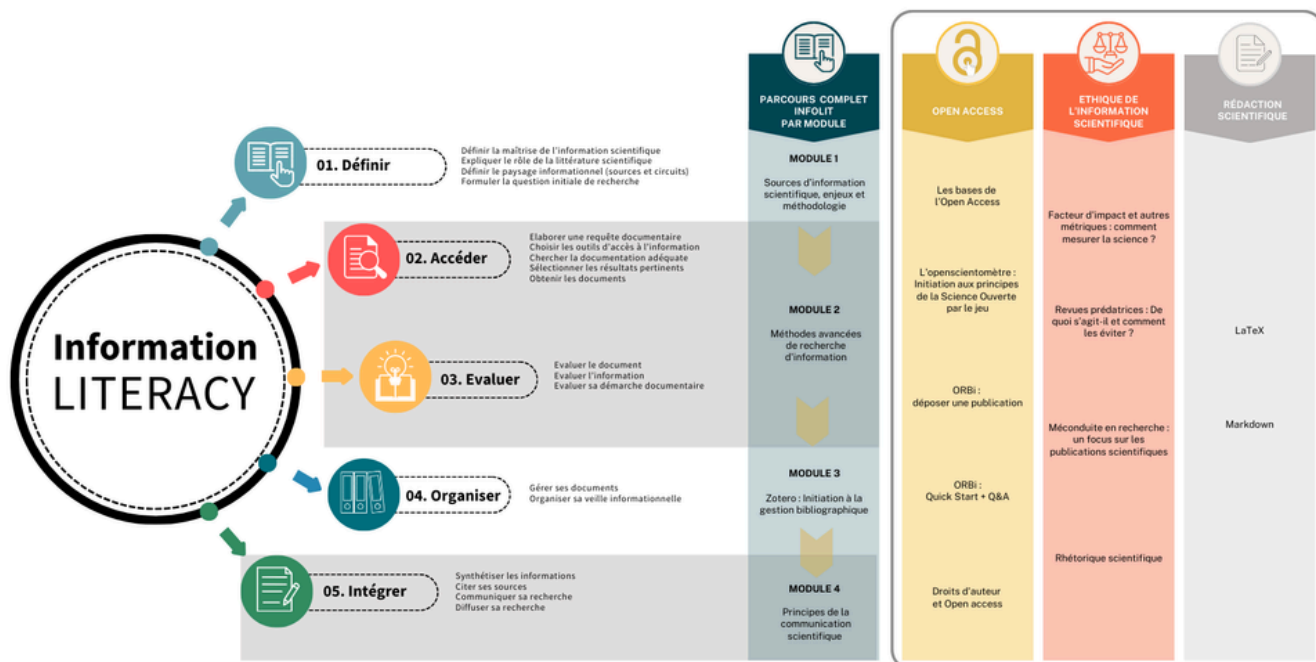 Information
LITERACY
01. Définir
Définir la maîtrise de l'information scientifique
Expliquer le rôle de la littérature scientifique
Définir le paysage informationnel (sources et circuits)
Formuler la question initiale de recherche
02. Accéder
Elaborer une requête documentaire
Choisir les outils d'accès à l'information
Chercher la documentation adéquate
Sélectionner les résultats pertinents
Obtenir les documents
03. Evaluer
Evaluer le document
Evaluer l'information
Evaluer sa démarche documentaire
04. Organiser
Gérer ses documents
Organiser sa veille informationnelle
05. Intégrer
Synthétiser les informations
Citer ses sources
Communiquer sa recherche
Diffuser sa recherche
PARCOURS COMPLET
INFOLIT
PAR MODULE
MODULE 1
Sources d'information
scientifique, enjeux et
méthodologie
MODULE 2
Méthodes avancées
de recherche
d'information
MODULE 3
Zotero : Initiation à la
gestion bibliographique
MODULE 4
Principes de la
communication
scientifique
OPEN ACCESS
Les bases de
l'Open Access
L'openscientomètre :
Initiation aux principes
de la Science Ouverte
par le jeu
ORBi :
déposer une publication
ORBi :
Quick Start + Q&A
Droits d'auteur
et Open access
ETHIQUE DE
L'INFORMATION
SCIENTIFIQUE
Facteur d'impact et autres
métriques : comment
mesurer la science ?
Revues prédatrices : De
quoi s'agit-il et comment
les éviter ?
Méconduite en recherche :
un focus sur les
publications scientifiques
Rhétorique scientifique
RÉDACTION
SCIENTIFIQUE
LaTeX
Markdown